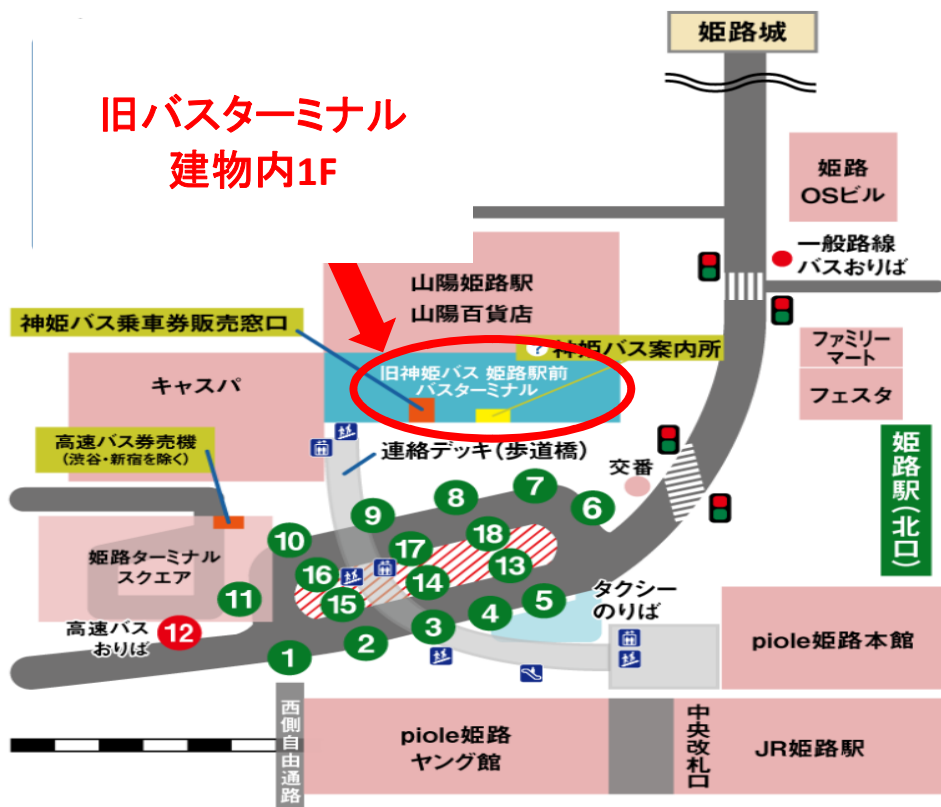 姫路城
旧バスターミナル
建物内1F
姫路
OSビル
一般路線
バスおりば
山陽姫路駅
山陽百貨店
神姫バス乗車券販売窓口
? 神姫バス案内所
ファミリー
マート
フェスタ
キャスパ
旧神姫バス 姫路駅前
バスターミナル
高速バス券売機
(渋谷・新宿を除く)
連絡デッキ(歩道橋)
交番
姫路駅(北口)
7
8
6
9
18
10
17
13
16
14
15
姫路ターミナル
スクエア
11
タクシー
のりば
5
4
3
高速バス
おりば
12
2
1
piole姫路本館
西側自由通路
piole姫路
ヤング館
中央改札口
JR姫路駅